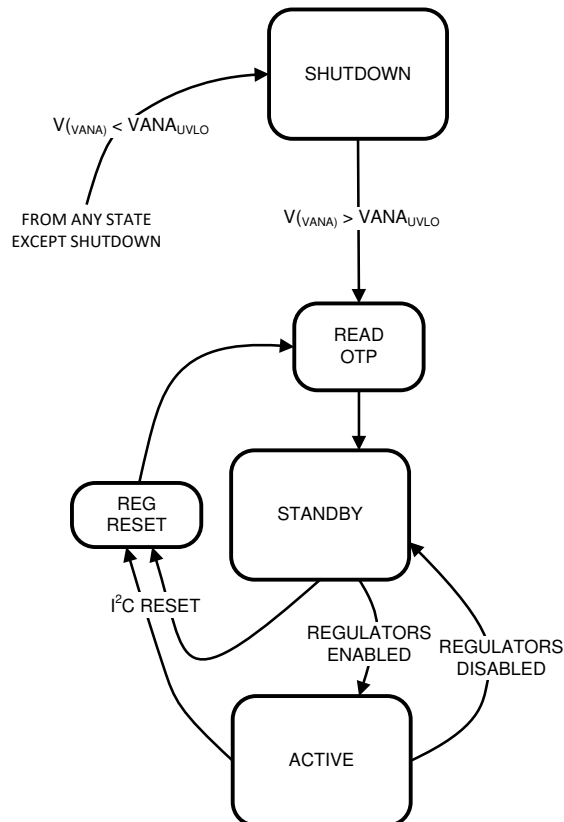 SHUTDOWN
V(VANA) < VANAUVLO
FROM ANY STATE
EXCEPT SHUTDOWN
V(VANA) > VANAUVLO
READ
OTP
REG
RESET
STANDBY
I²C RESET
REGULATORS
ENABLED
REGULATORS
DISABLED
ACTIVE